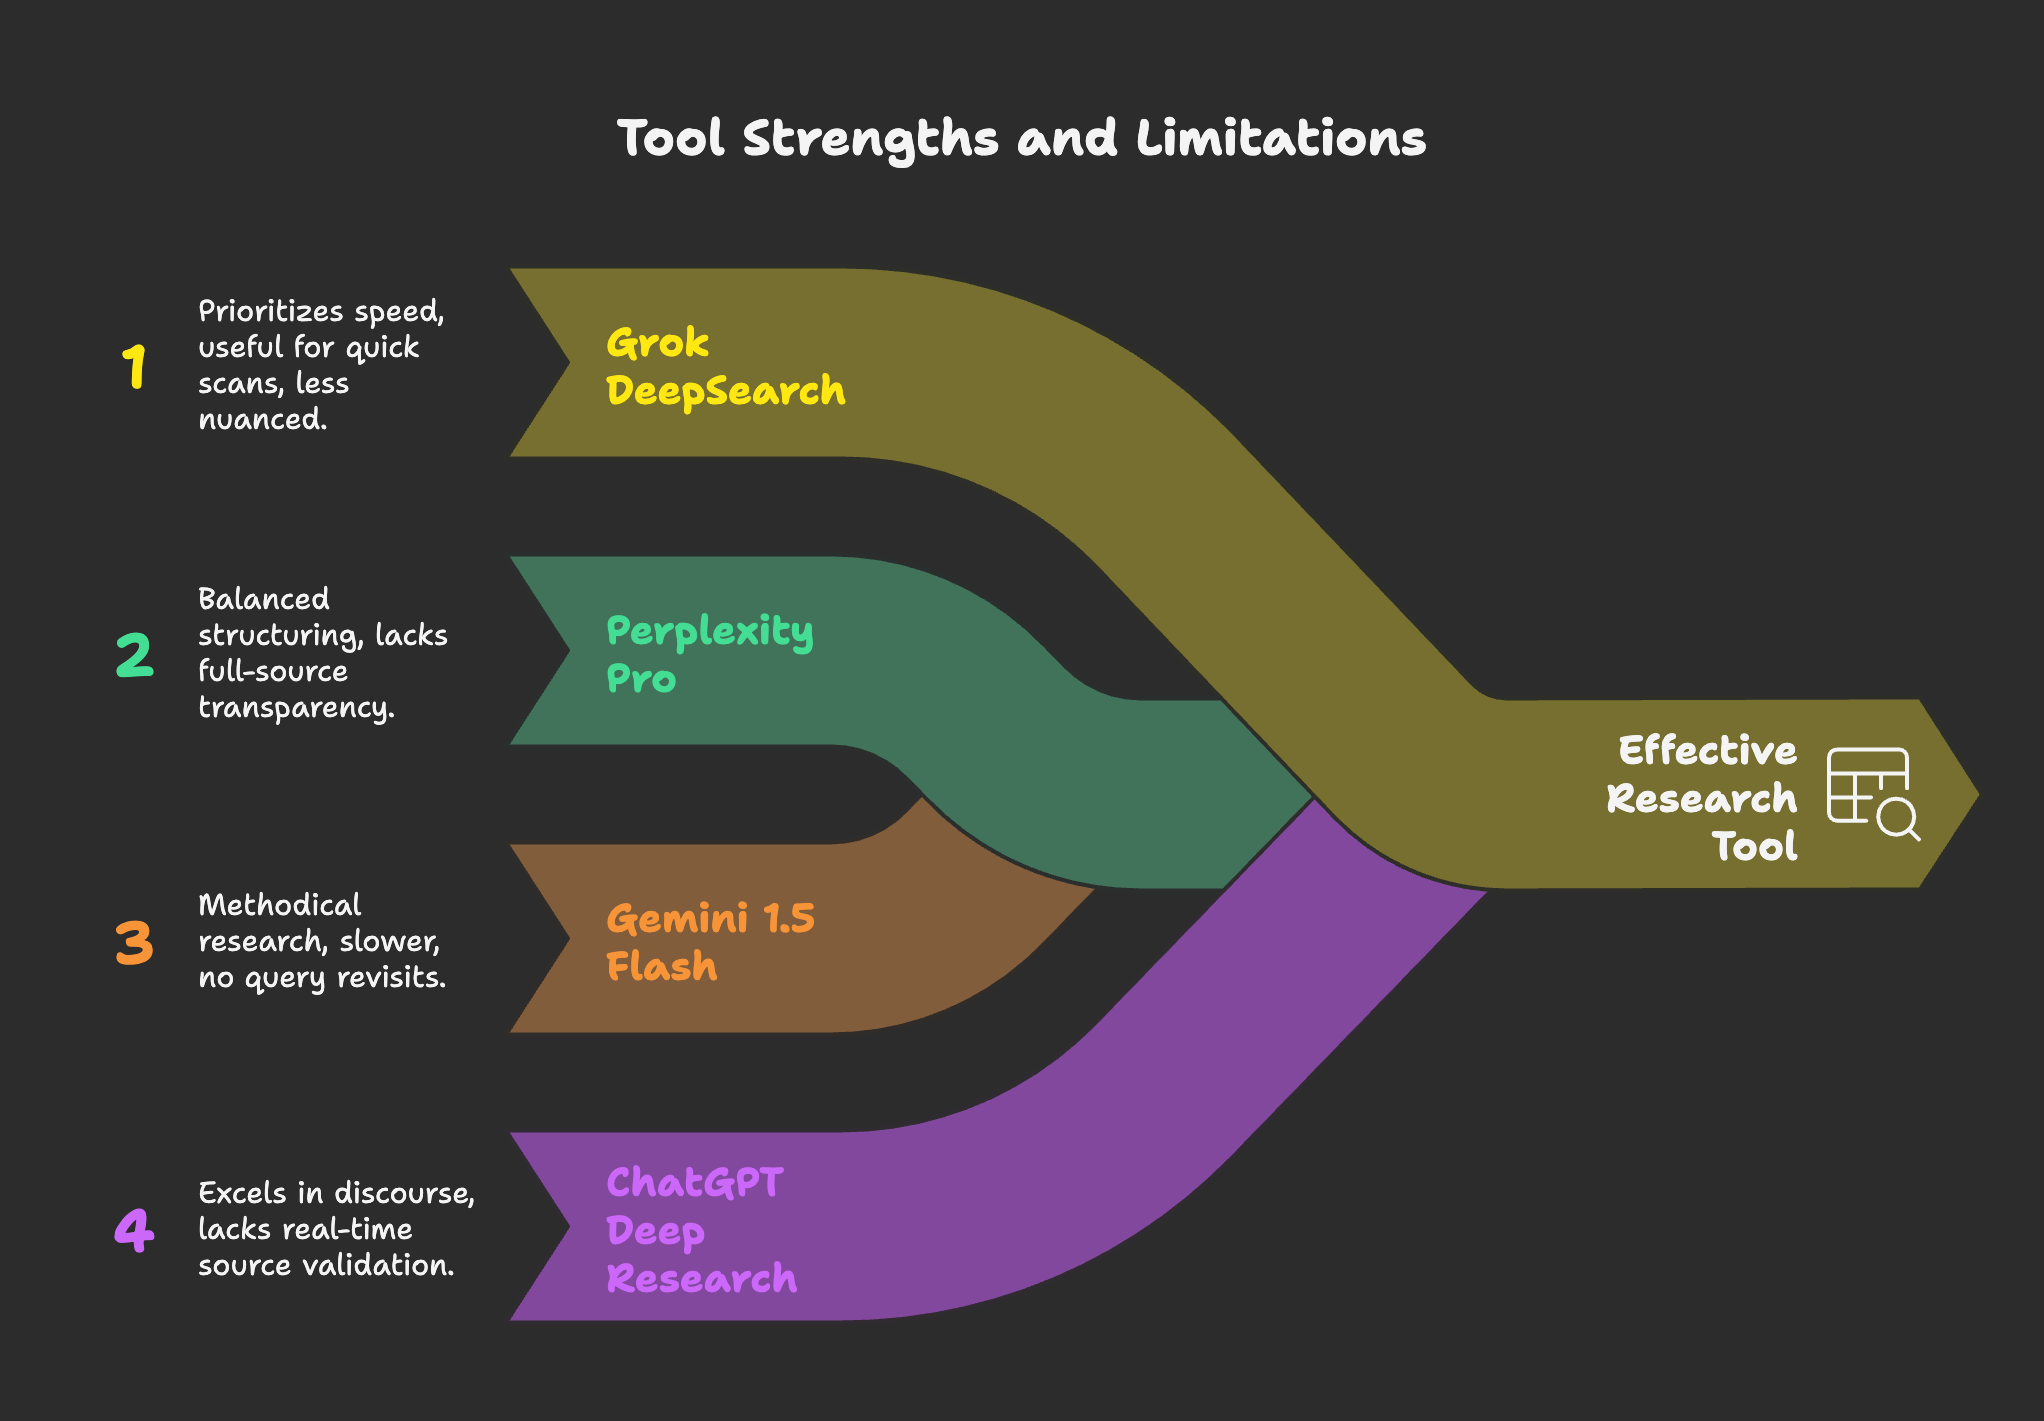 Tool Strengths and Limitations
1
Prioritizes speed,
useful for quick
scans, less
nuanced.
Grok
DeepSearch
2
Balanced
structuring, lacks
full-source
transparency.
Perplexity
Pro
Effective
Research
Tool
3
Methodical
research, slower,
no query revisits.
Gemini 1.5
Flash
4
Excels in discourse,
lacks real-time
source validation.
ChatGPT
Deep
Research